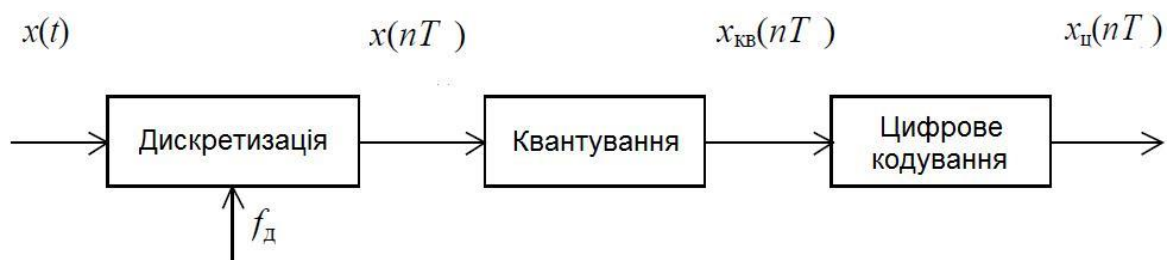 x(t) x(nT) xкв(nT) xц(nT)
Дискретизація
Квантування
Цифрове
кодування
fд